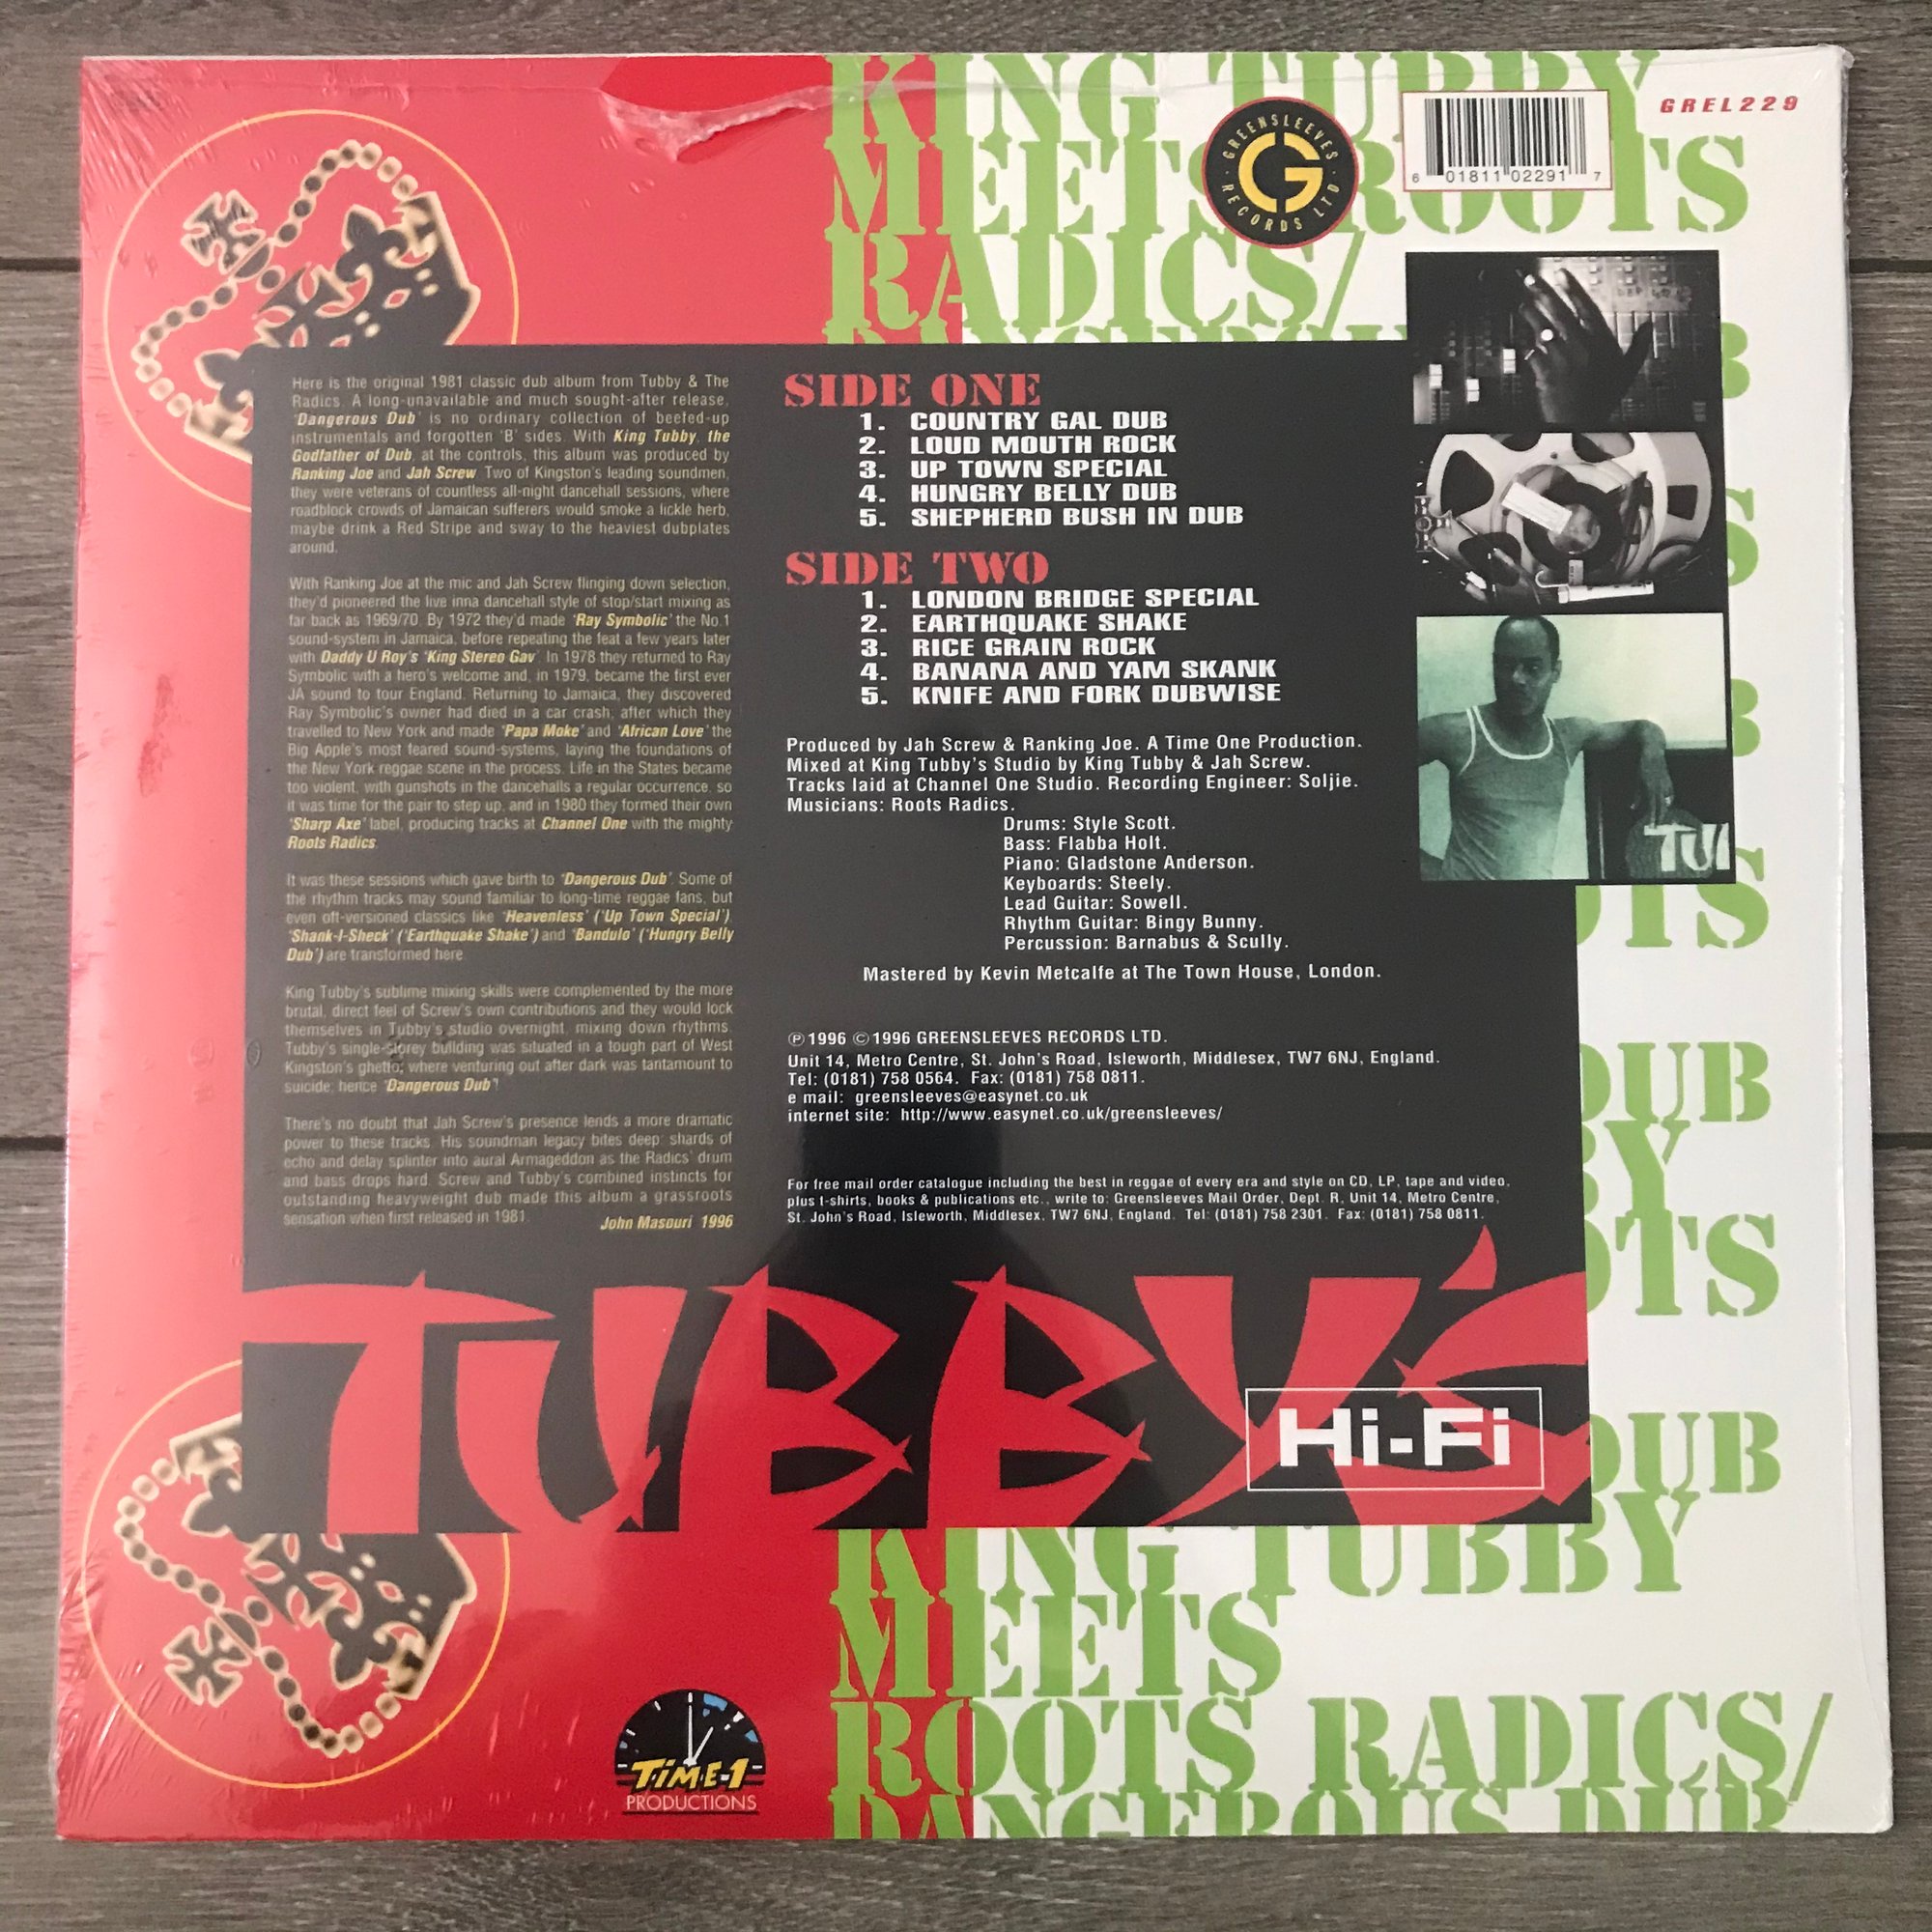 KING TUBBY
MEETS ROOTS
RADICS/
GREENSLEEVES
RECORDS LTD
6 01811 02291 7
GREL229
Here is the original 1981 classic dub album from Tubby & The
Radics. A long-unavailable and much sought-after release,
'Dangerous Dub' is no ordinary collection of beefed-up
instrumentals and forgotten 'B' sides. With King Tubby, the
Godfather of Dub, at the controls, this album was produced by
Ranking Joe and Jah Screw. Two of Kingston's leading soundmen,
they were veterans of countless all-night dancehall sessions, where
roadblock crowds of Jamaican sufferers would smoke a lickle herb,
maybe drink a Red Stripe and sway to the heaviest dubplates
around.
With Ranking Joe at the mic and Jah Screw flinging down selection,
they'd pioneered the live inna dancehall style of stop/start mixing as
far back as 1969/70. By 1972 they'd made 'Ray Symbolic' the No.1
sound-system in Jamaica, before repeating the feat a few years later
with Daddy U Roy's 'King Stereo Gav'. In 1978 they returned to Ray
Symbolic with a hero's welcome and, in 1979, became the first ever
JA sound to tour England. Returning to Jamaica, they discovered
Ray Symbolic's owner had died in a car crash, after which they
travelled to New York and made 'Papa Moke' and 'African Love' the
Big Apple's most feared sound-systems, laying the foundations of
the New York reggae scene in the process. Life in the States became
too violent, with gunshots in the dancehalls a regular occurrence, so
it was time for the pair to step up, and in 1980 they formed their own
'Sharp Axe' label, producing tracks at Channel One with the mighty
Roots Radics.
It was these sessions which gave birth to 'Dangerous Dub'. Some of
the rhythm tracks may sound familiar to long-time reggae fans, but
even oft-versioned classics like 'Heavenless' ('Up Town Special'),
'Shank-I-Sheck' ('Earthquake Shake') and 'Bandulo' ('Hungry Belly
Dub') are transformed here.
King Tubby's sublime mixing skills were complemented by the more
brutal, direct feel of Screw's own contributions and they would lock
themselves in Tubby's studio overnight, mixing down rhythms.
Tubby's single-storey building was situated in a tough part of West
Kingston's ghetto; where venturing out after dark was tantamount to
suicide; hence 'Dangerous Dub'!
There's no doubt that Jah Screw's presence lends a more dramatic
power to these tracks. His soundman legacy bites deep: shards of
echo and delay splinter into aural Armageddon as the Radics' drum
and bass drops hard. Screw and Tubby's combined instincts for
outstanding heavyweight dub made this album a grassroots
sensation when first released in 1981.
John Masouri 1996
SIDE ONE
1. COUNTRY GAL DUB
2. LOUD MOUTH ROCK
3. UP TOWN SPECIAL
4. HUNGRY BELLY DUB
5. SHEPHERD BUSH IN DUB
SIDE TWO
1. LONDON BRIDGE SPECIAL
2. EARTHQUAKE SHAKE
3. RICE GRAIN ROCK
4. BANANA AND YAM SKANK
5. KNIFE AND FORK DUBWISE
Produced by Jah Screw & Ranking Joe. A Time One Production.
Mixed at King Tubby's Studio by King Tubby & Jah Screw.
Tracks laid at Channel One Studio. Recording Engineer: Soljie.
Musicians: Roots Radics.
Drums: Style Scott.
Bass: Flabba Holt.
Piano: Gladstone Anderson.
Keyboards: Steely.
Lead Guitar: Sowell.
Rhythm Guitar: Bingy Bunny.
Percussion: Barnabus & Scully.
Mastered by Kevin Metcalfe at The Town House, London.
℗ 1996 © 1996 GREENSLEEVES RECORDS LTD.
Unit 14, Metro Centre, St. John's Road, Isleworth, Middlesex, TW7 6NJ, England.
Tel: (0181) 758 0564. Fax: (0181) 758 0811.
e mail: greensleeves@easynet.co.uk
internet site: http://www.easynet.co.uk/greensleeves/
For free mail order catalogue including the best in reggae of every era and style on CD, LP, tape and video,
plus t-shirts, books & publications etc., write to: Greensleeves Mail Order, Dept. R, Unit 14, Metro Centre,
St. John's Road, Isleworth, Middlesex, TW7 6NJ, England. Tel: (0181) 758 2301. Fax: (0181) 758 0811.
TUBBY'S
Hi-Fi
DUB
DUB
KING TUBBY
MEETS
ROOTS RADICS/
DANGEROUS DUB
TIME-1
PRODUCTIONS